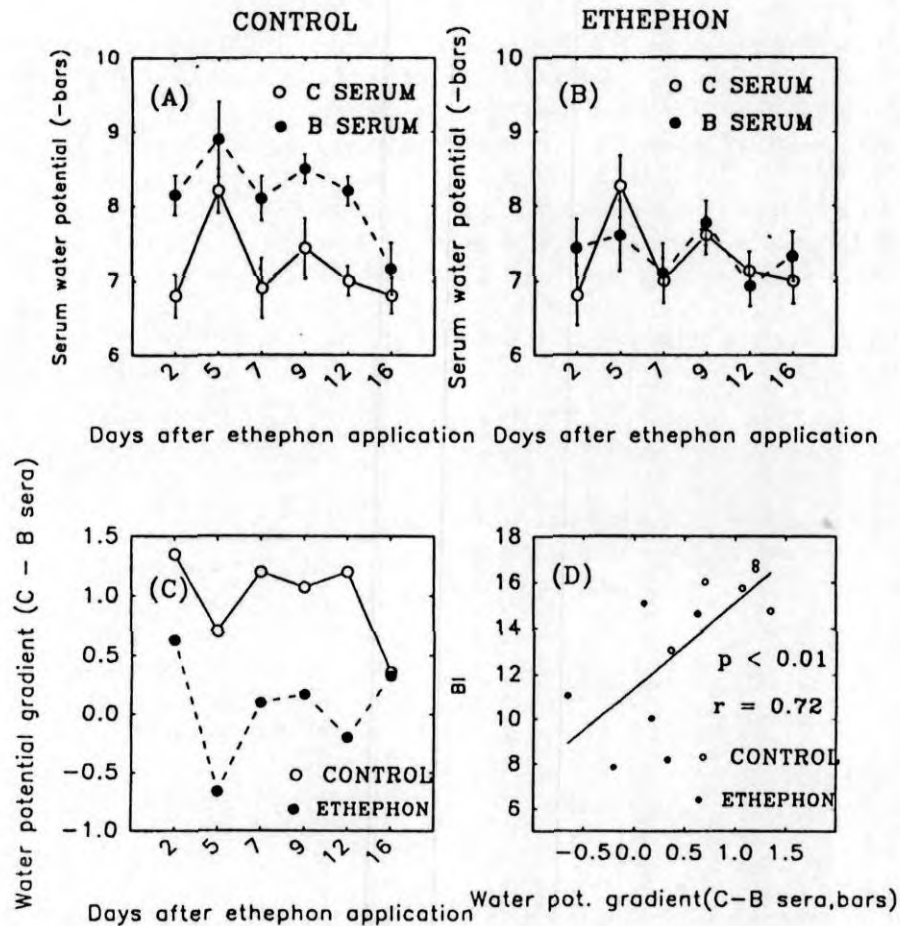 CONTROL
ETHEPHON
Serum water potential (-bars)
10
9
8
7
6
(A)
C SERUM
B SERUM
2
5
7
9
12
16
Days after ethephon application
Serum water potential (-bars)
10
9
8
7
6
(B)
C SERUM
B SERUM
2
5
7
9
12
16
Days after ethephon application
Water potential gradient (C - B sera)
1.5
1.0
0.5
0.0
-0.5
-1.0
(C)
CONTROL
ETHEPHON
2
5
7
9
12
16
Days after ethephon application
BI
18
16
14
12
10
8
6
(D)
p < 0.01
r = 0.72
CONTROL
ETHEPHON
-0.5
0.0
0.5
1.0
1.5
Water pot. gradient(C-B sera,bars)